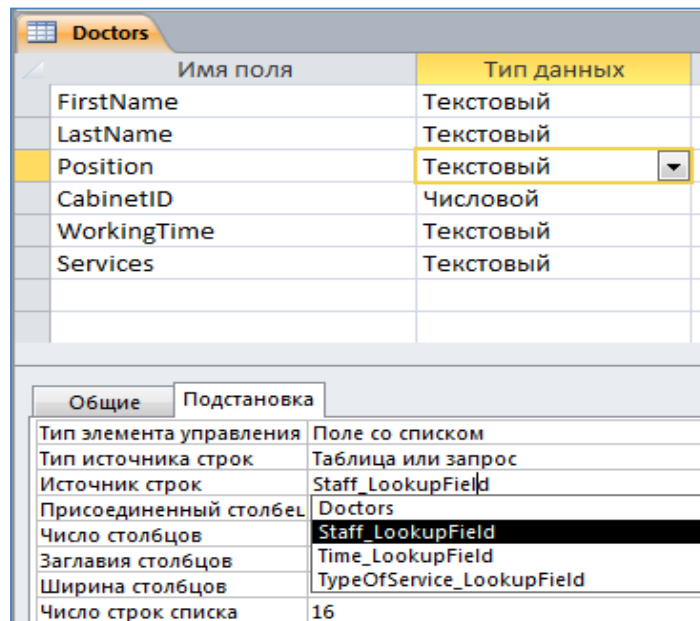 Doctors
Имя поля Тип данных
FirstName Текстовый
LastName Текстовый
Position Текстовый
CabinetID Числовой
WorkingTime Текстовый
Services Текстовый
Общие Подстановка
Тип элемента управления Поле со списком
Тип источника строк Таблица или запрос
Источник строк Staff_LookupField
Присоединенный столбец Doctors
Число столбцов Staff_LookupField
Заглавия столбцов Time_LookupField
Ширина столбцов TypeOfService_LookupField
Число строк списка 16